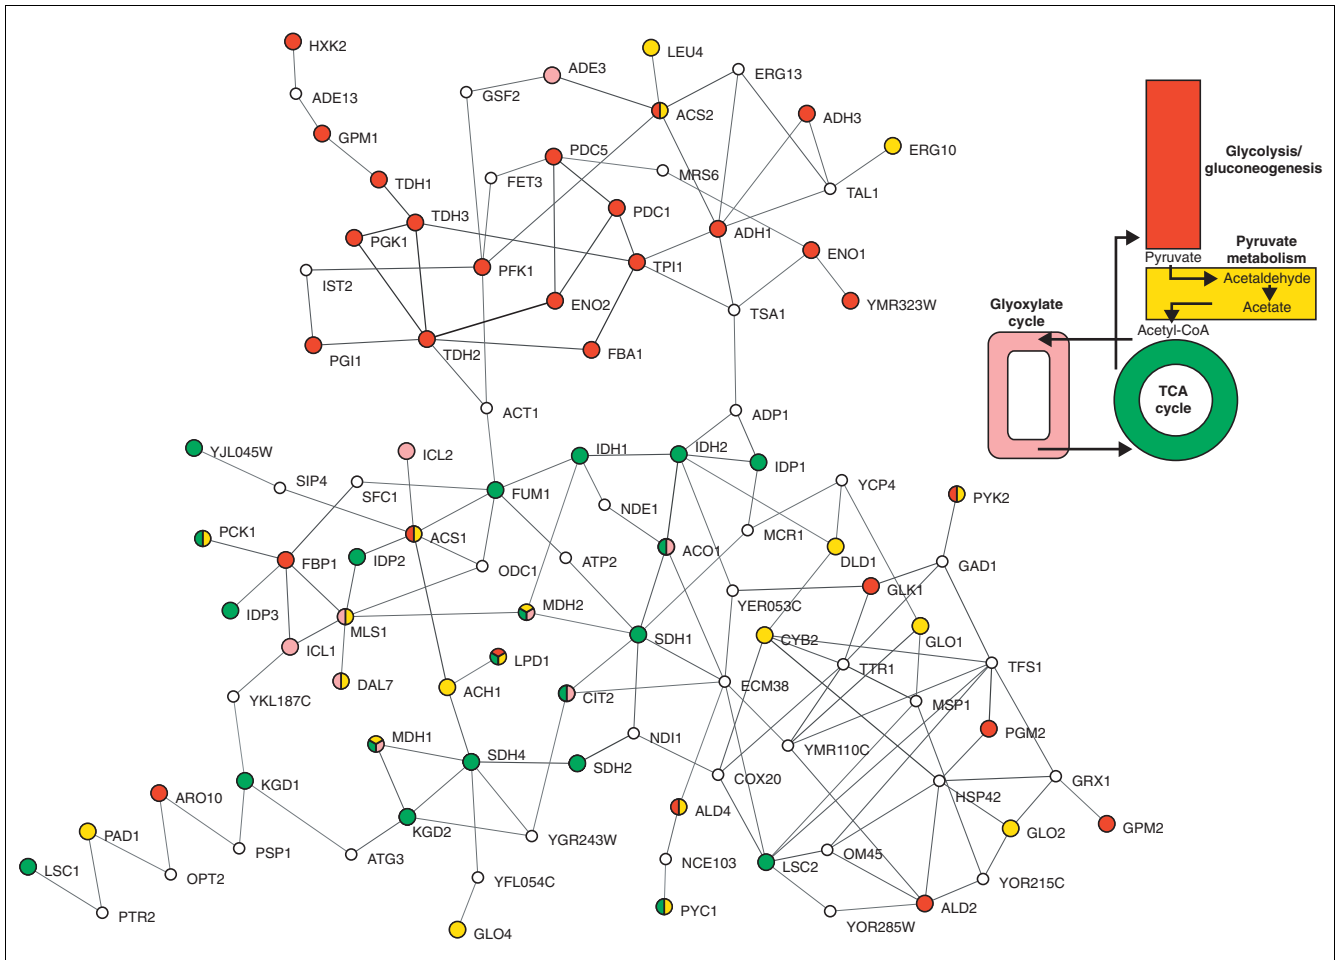 HXK2
LEU4
ADE3
ERG13
ADE13
GSF2
ACS2
ADH3
GPM1
PDC5
ERG10
MRS6
TDH1
FET3
TAL1
TDH3
PDC1
PGK1
ADH1
ENO1
PFK1
TPI1
IST2
ENO2
TSA1
YMR323W
PGI1
TDH2
FBA1
ACT1
ADP1
Glycolysis/
gluconeogenesis
Pyruvate
metabolism
Pyruvate
Acetaldehyde
Acetate
Glyoxylate
cycle
Acetyl-CoA
TCA
cycle
YJL045W
ICL2
IDH1
IDH2
IDP1
SIP4
SFC1
FUM1
YCP4
PYK2
NDE1
PCK1
ACS1
MCR1
FBP1
IDP2
ACO1
DLD1
ODC1
ATP2
GAD1
GLK1
IDP3
MDH2
YER053C
MLS1
SDH1
CYB2
GLO1
ICL1
LPD1
TTR1
TFS1
DAL7
ACH1
CIT2
ECM38
YKL187C
MSP1
PGM2
MDH1
NDI1
YMR110C
SDH4
SDH2
COX20
KGD1
HSP42
GRX1
ARO10
ALD4
KGD2
GLO2
GPM2
PAD1
YGR243W
PSP1
ATG3
OM45
NCE103
LSC2
LSC1
OPT2
YFL054C
YOR215C
PTR2
PYC1
ALD2
GLO4
YOR285W